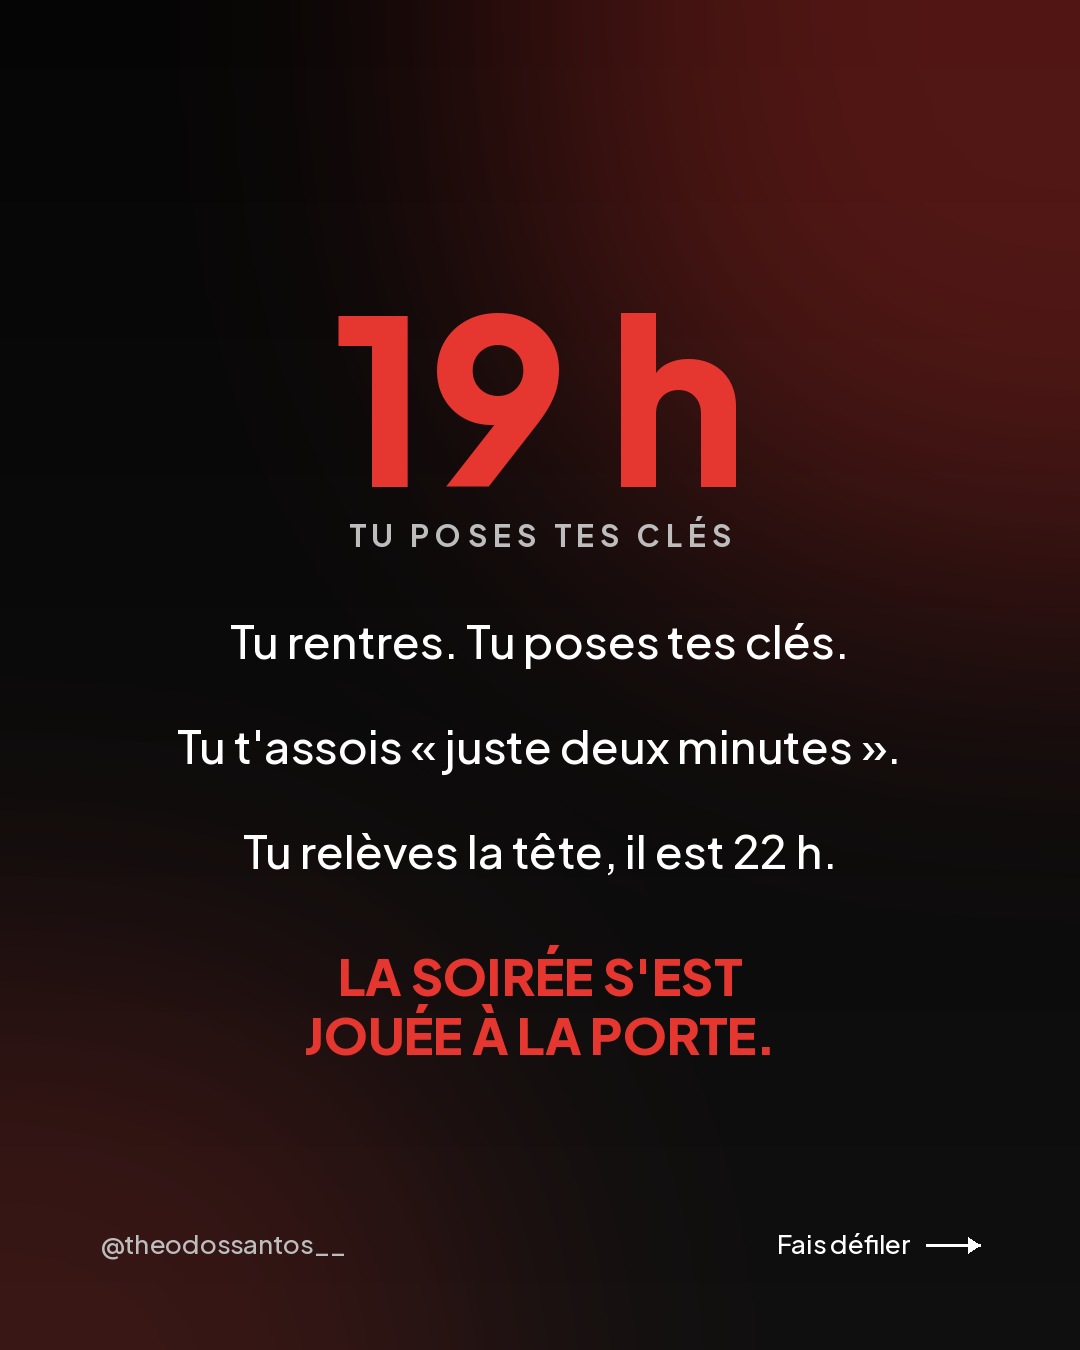 19 h
TU POSES TES CLÉS
Tu rentres. Tu poses tes clés.
Tu t'assois « juste deux minutes ».
Tu relèves la tête, il est 22 h.
LA SOIRÉE S'EST
JOUÉE À LA PORTE.
@theodossantos__
Fais défiler